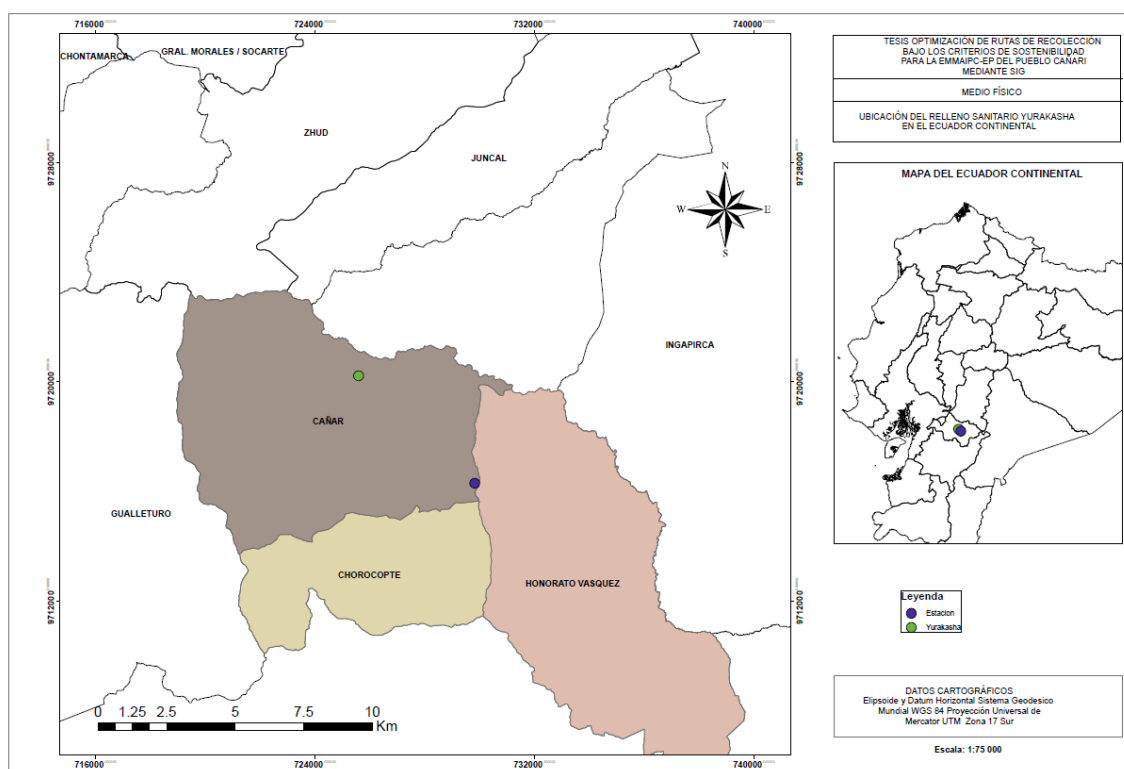 716000
724000
732000
740000
CHONTAMARCA
GRAL. MORALES / SOCARTE
ZHUD
JUNCAL
INGAPIRCA
CAÑAR
GUALLETURO
CHOROCOPTE
HONORATO VASQUEZ
N
W
E
S
9728000
9720000
9712000
9728000
9720000
9712000
0 1.25 2.5 5 7.5 10
Km
716000
724000
732000
740000
TESIS OPTIMIZACIÓN DE RUTAS DE RECOLECCIÓN
BAJO LOS CRITERIOS DE SOSTENIBILIDAD
PARA LA EMMAIPC-EP DEL PUEBLO CAÑARI
MEDIANTE SIG
MEDIO FÍSICO
UBICACIÓN DEL RELLENO SANITARIO YURAKASHA
EN EL ECUADOR CONTINENTAL
MAPA DEL ECUADOR CONTINENTAL
Leyenda
Estacion
Yurakasha
DATOS CARTOGRÁFICOS
Elipsoide y Datum Horizontal Sistema Geodesico
Mundial WGS 84 Proyección Universal de
Mercator UTM Zona 17 Sur
Escala: 1:75 000